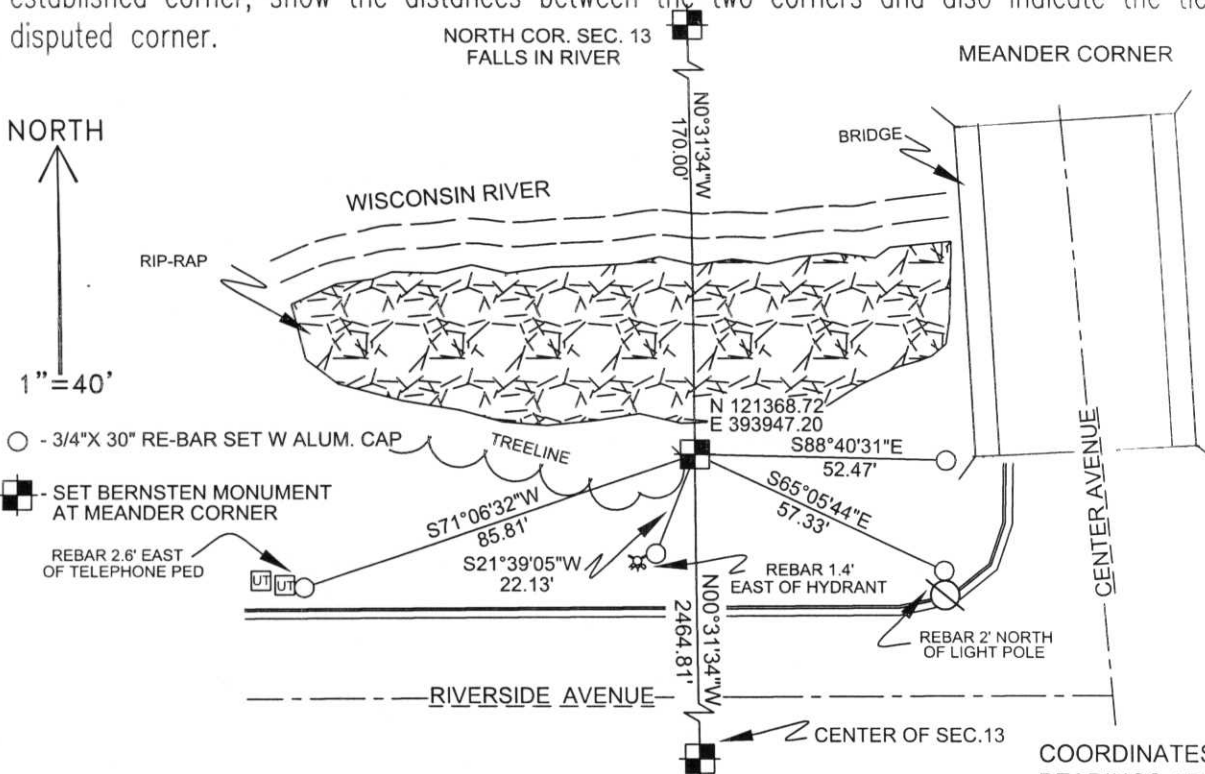 established corner, show the distances between the two corners and also indicate the
disputed corner.
NORTH COR. SEC. 13
FALLS IN RIVER
MEANDER CORNER
NORTH
1"=40'
N0°31'34"W
170.00'
BRIDGE
WISCONSIN RIVER
RIP-RAP
N 121368.72
E 393947.20
- 3/4"X 30" RE-BAR SET W ALUM. CAP
TREELINE
S88°40'31"E
52.47'
- SET BERNSTEN MONUMENT
AT MEANDER CORNER
S71°06'32"W
85.81'
S65°05'44"E
57.33'
CENTER AVENUE
REBAR 2.6' EAST
OF TELEPHONE PED
UT
UT
S21°39'05"W
22.13'
REBAR 1.4'
EAST OF HYDRANT
N00°31'34"W
2464.81'
REBAR 2' NORTH
OF LIGHT POLE
RIVERSIDE AVENUE
CENTER OF SEC.13
COORDINATES